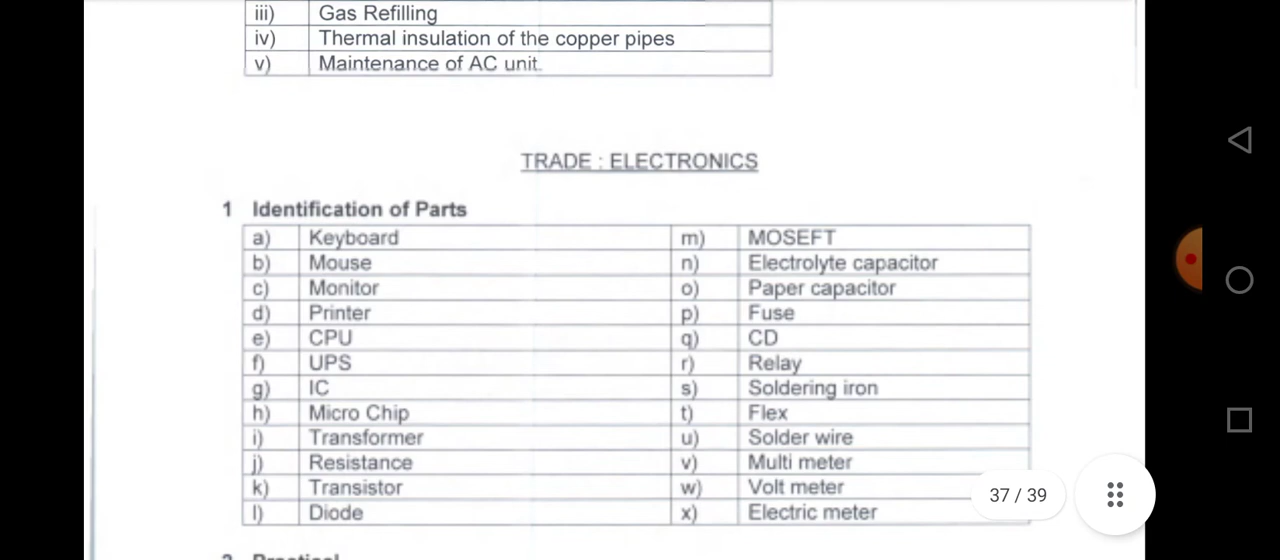 iii) Gas Refilling
iv) Thermal insulation of the copper pipes
v) Maintenance of AC unit.
TRADE : ELECTRONICS
1 Identification of Parts
a) Keyboard m) MOSEFT
b) Mouse n) Electrolyte capacitor
c) Monitor o) Paper capacitor
d) Printer p) Fuse
e) CPU q) CD
f) UPS r) Relay
g) IC s) Soldering iron
h) Micro Chip t) Flex
i) Transformer u) Solder wire
j) Resistance v) Multi meter
k) Transistor w) Volt meter
l) Diode x) Electric meter
37 / 39
2 Practical